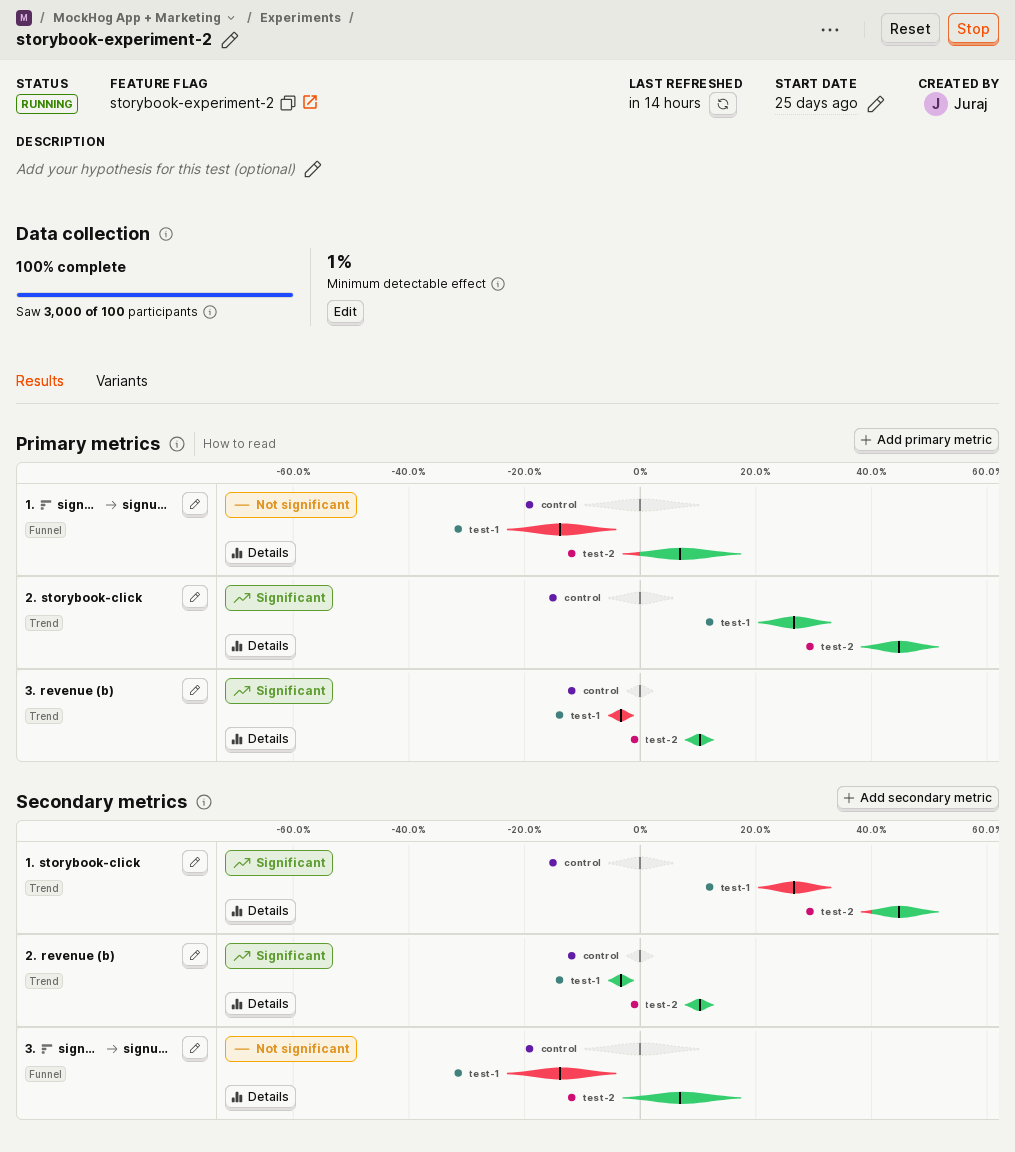 M / MockHog App + Marketing / Experiments /
storybook-experiment-2
Reset
Stop
STATUS
RUNNING
FEATURE FLAG
storybook-experiment-2
LAST REFRESHED
in 14 hours
START DATE
25 days ago
CREATED BY
J Juraj
DESCRIPTION
Add your hypothesis for this test (optional)
Data collection
100% complete
Saw 3,000 of 100 participants
1%
Minimum detectable effect
Edit
Results
Variants
Primary metrics
How to read
Add primary metric
-60.0% -40.0% -20.0% 0% 20.0% 40.0% 60.0%
1. sign... → signu...
Funnel
Not significant
Details
control
test-1
test-2
2. storybook-click
Trend
Significant
Details
control
test-1
test-2
3. revenue (b)
Trend
Significant
Details
control
test-1
test-2
Secondary metrics
Add secondary metric
-60.0% -40.0% -20.0% 0% 20.0% 40.0% 60.0%
1. storybook-click
Trend
Significant
Details
control
test-1
test-2
2. revenue (b)
Trend
Significant
Details
control
test-1
test-2
3. sign... → signu...
Funnel
Not significant
Details
control
test-1
test-2